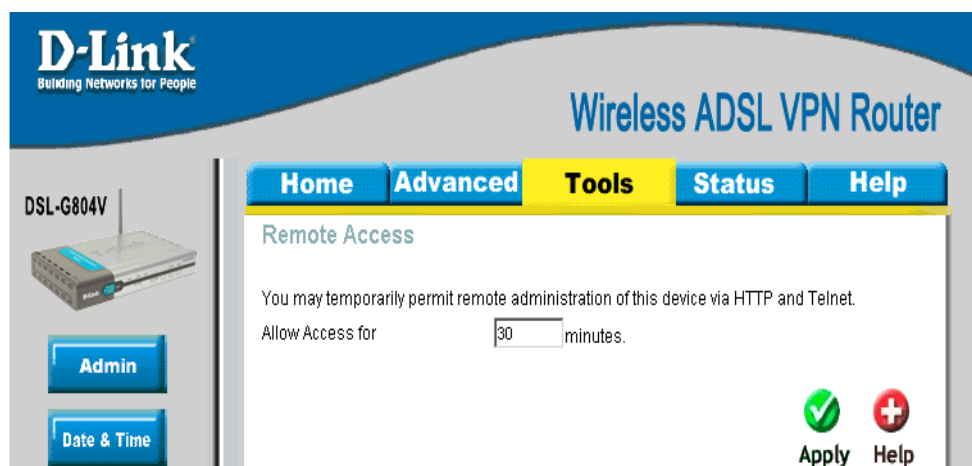 D-Link
Building Networks for People
Wireless ADSL VPN Router
DSL-G804V
Home Advanced Tools Status Help
Remote Access
You may temporarily permit remote administration of this device via HTTP and Telnet.
Allow Access for 30 minutes.
Admin
Date & Time
Apply Help